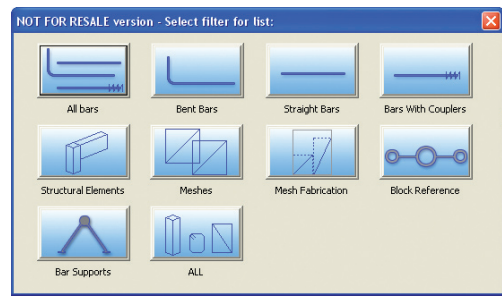 NOT FOR RESALE version - Select filter for list:
All bars
Bent Bars
Straight Bars
Bars With Couplers
Structural Elements
Meshes
Mesh Fabrication
Block Reference
Bar Supports
ALL